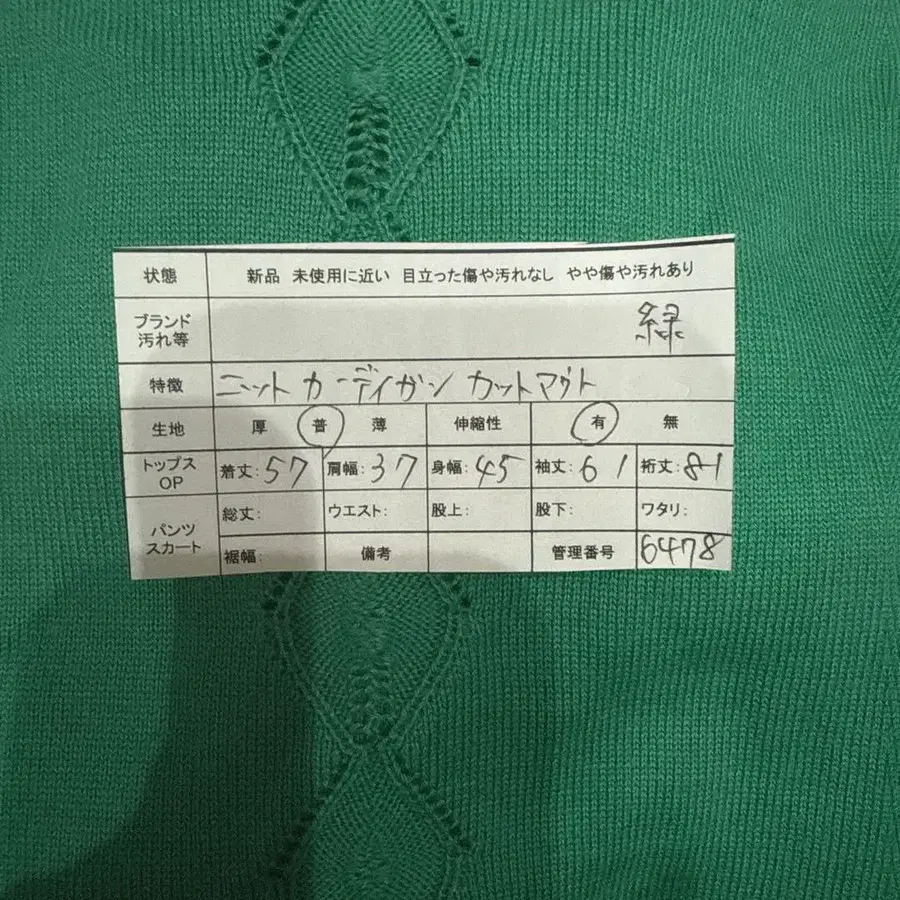 状態 新品 未使用に近い 目立った傷や汚れなし やや傷や汚れあり
ブランド 汚れ等 緑
特徴 ニット カーディガン カットマウト
生地 厚 普 薄 伸縮性 有 無
トップス OP 着丈:57 肩幅:37 身幅:45 袖丈:61 裄丈:81
パンツ スカート 総丈: ウエスト: 股上: 股下: ワタリ:
裾幅: 備考 管理番号 6478